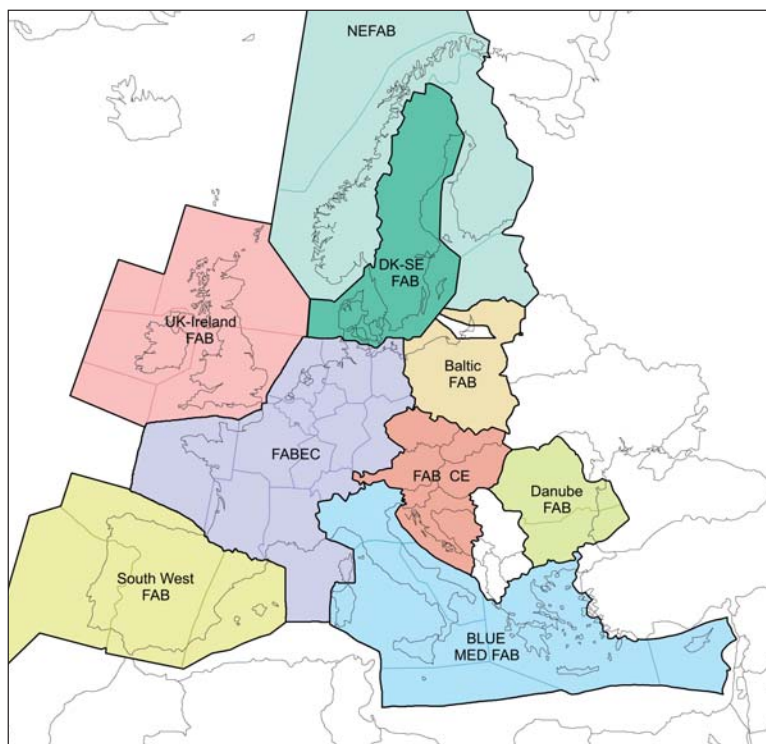 NEFAB
DK-SE
FAB
UK-Ireland
FAB
Baltic
FAB
FABEC
FAB CE
Danube
FAB
South West
FAB
BLUE
MED FAB